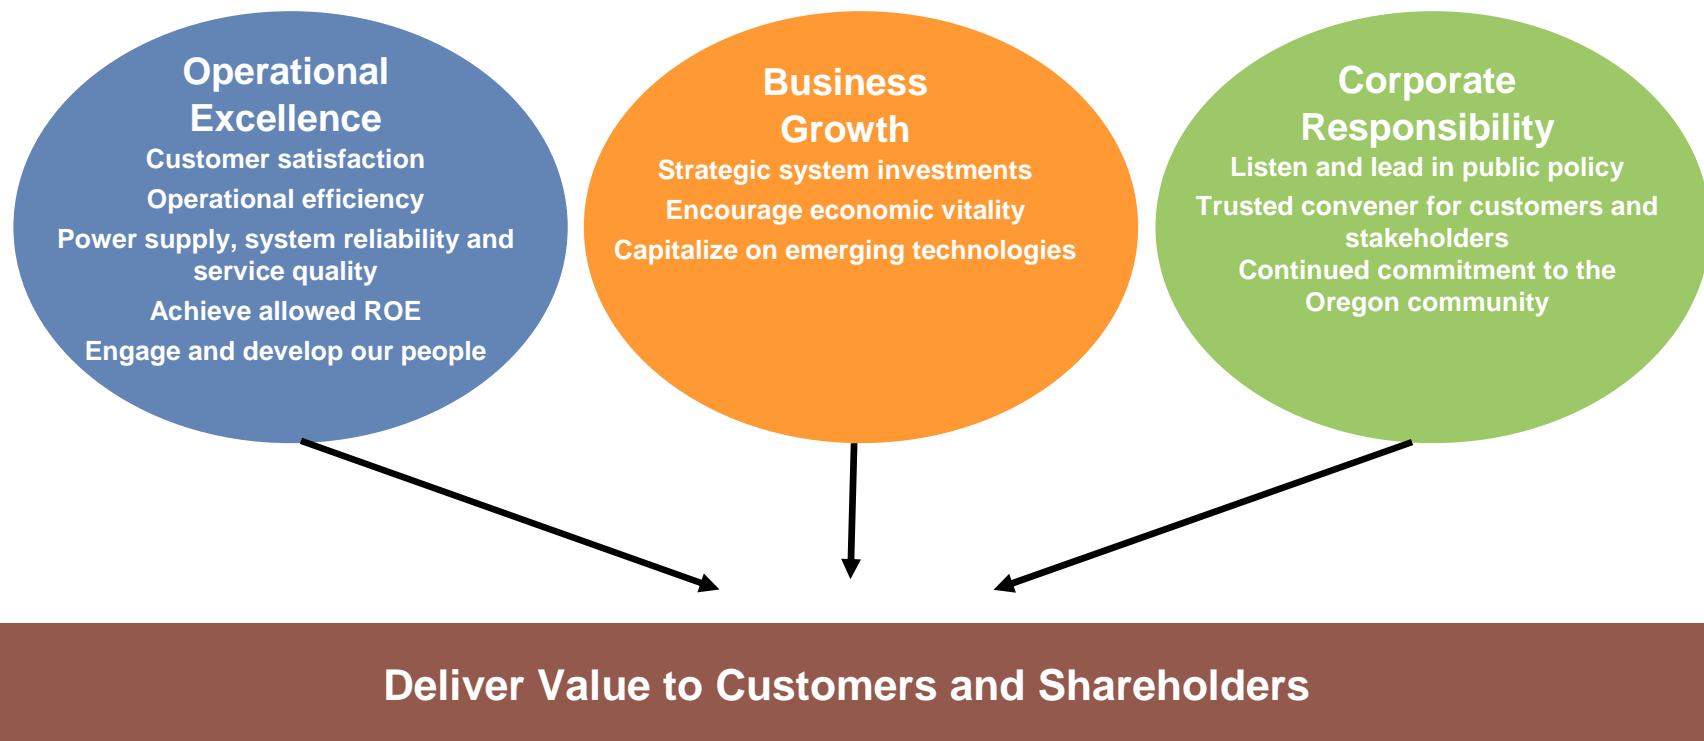 Operational
Excellence
Customer satisfaction
Operational efficiency
Power supply, system reliability and
service quality
Achieve allowed ROE
Engage and develop our people
Business
Growth
Strategic system investments
Encourage economic vitality
Capitalize on emerging technologies
Corporate
Responsibility
Listen and lead in public policy
Trusted convener for customers and
stakeholders
Continued commitment to the
Oregon community
Deliver Value to Customers and Shareholders